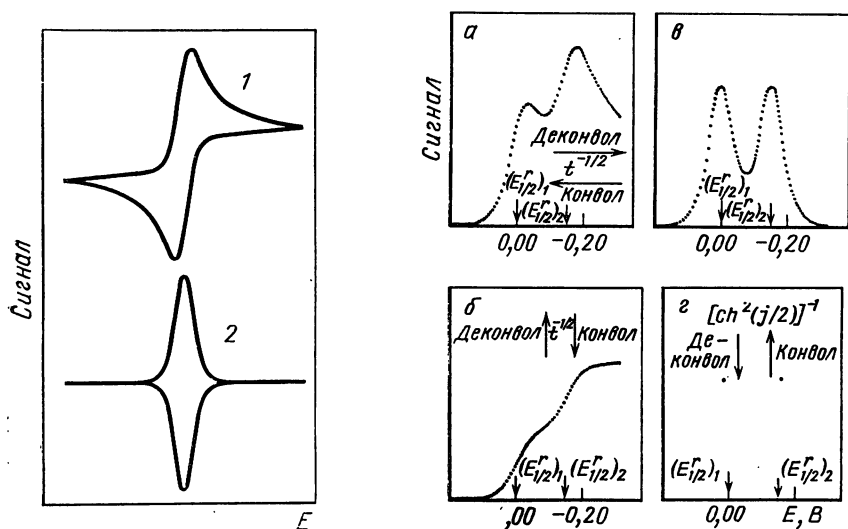 Сигнал
1
2
E
Сигнал
а
Деконвол
t^{-1/2}
Конвол
(E^r_{1/2})_1
(E^r_{1/2})_2
0,00 -0,20
в
(E^r_{1/2})_1
(E^r_{1/2})_2
0,00 -0,20
б
Деконвол t^{-1/2} Конвол
(E^r_{1/2})_1 (E^r_{1/2})_2
,00 -0,20
г [ch^2(j/2)]^{-1}
Де-
конвол Конвол
(E^r_{1/2})_1 (E^r_{1/2})_2
0,00 E, В